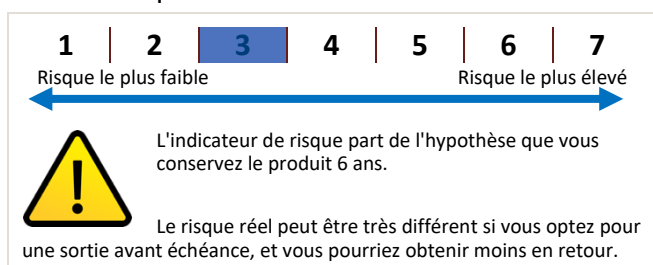 1 2 3 4 5 6 7
Risque le plus faible Risque le plus élevé
L'indicateur de risque part de l'hypothèse que vous
conservez le produit 6 ans.
Le risque réel peut être très différent si vous optez pour
une sortie avant échéance, et vous pourriez obtenir moins en retour.